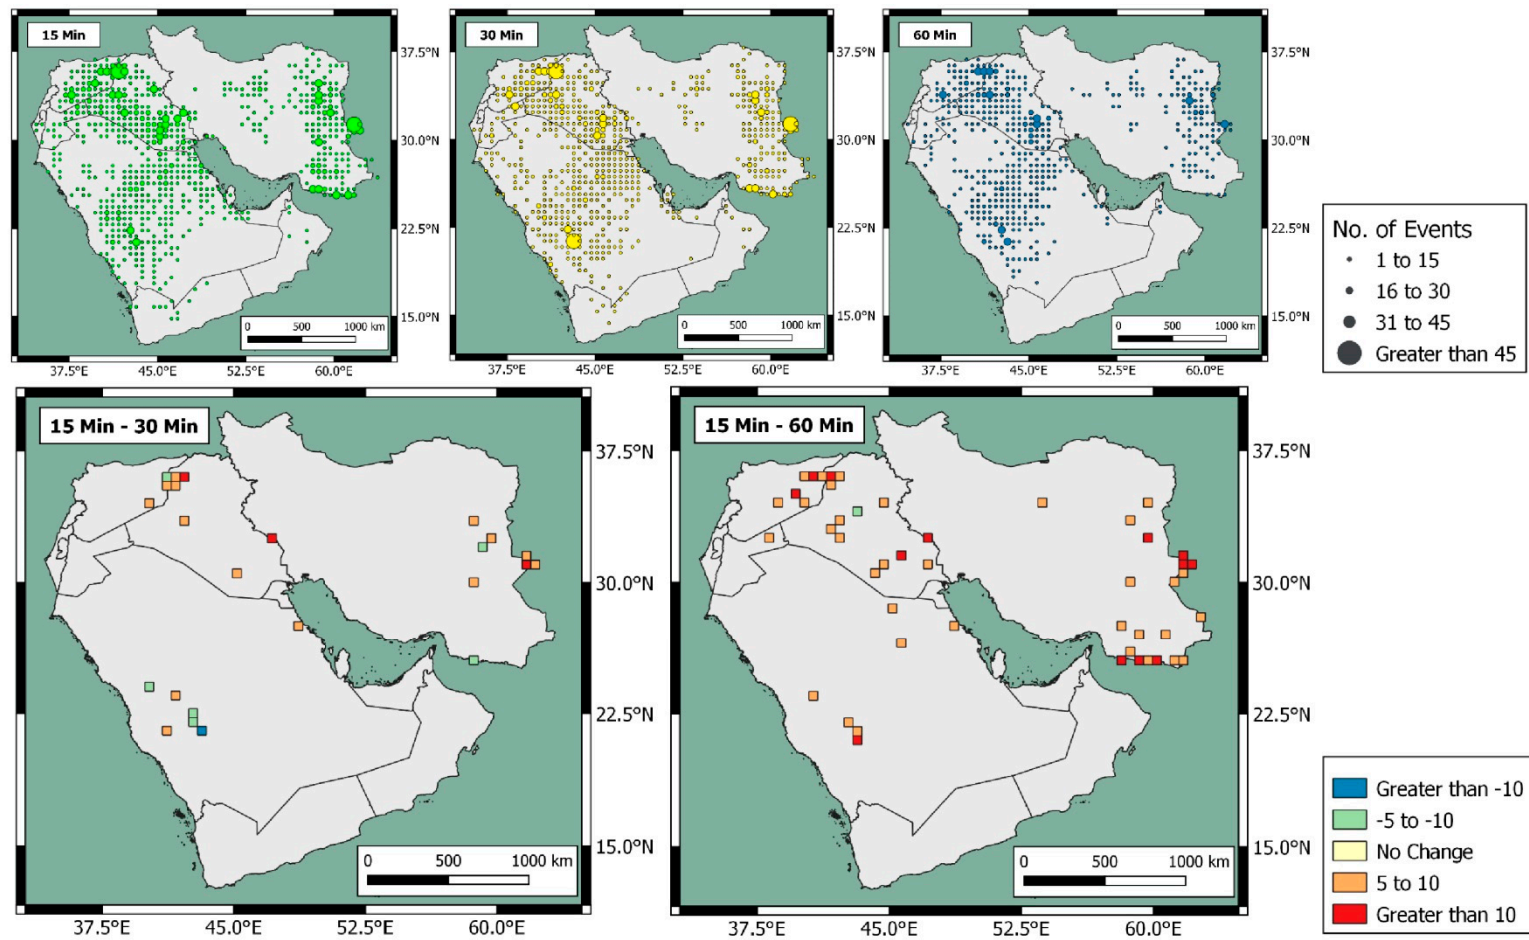 15 Min
30 Min
60 Min
37.5°N
37.5°N
37.5°N
30.0°N
30.0°N
30.0°N
22.5°N
22.5°N
22.5°N
15.0°N
15.0°N
15.0°N
0 500 1000 km
0 500 1000 km
0 500 1000 km
37.5°E 45.0°E 52.5°E 60.0°E
37.5°E 45.0°E 52.5°E 60.0°E
37.5°E 45.0°E 52.5°E 60.0°E
No. of Events
1 to 15
16 to 30
31 to 45
Greater than 45
15 Min - 30 Min
15 Min - 60 Min
37.5°N
37.5°N
30.0°N
30.0°N
22.5°N
22.5°N
15.0°N
15.0°N
0 500 1000 km
0 500 1000 km
37.5°E 45.0°E 52.5°E 60.0°E
37.5°E 45.0°E 52.5°E 60.0°E
Greater than -10
-5 to -10
No Change
5 to 10
Greater than 10